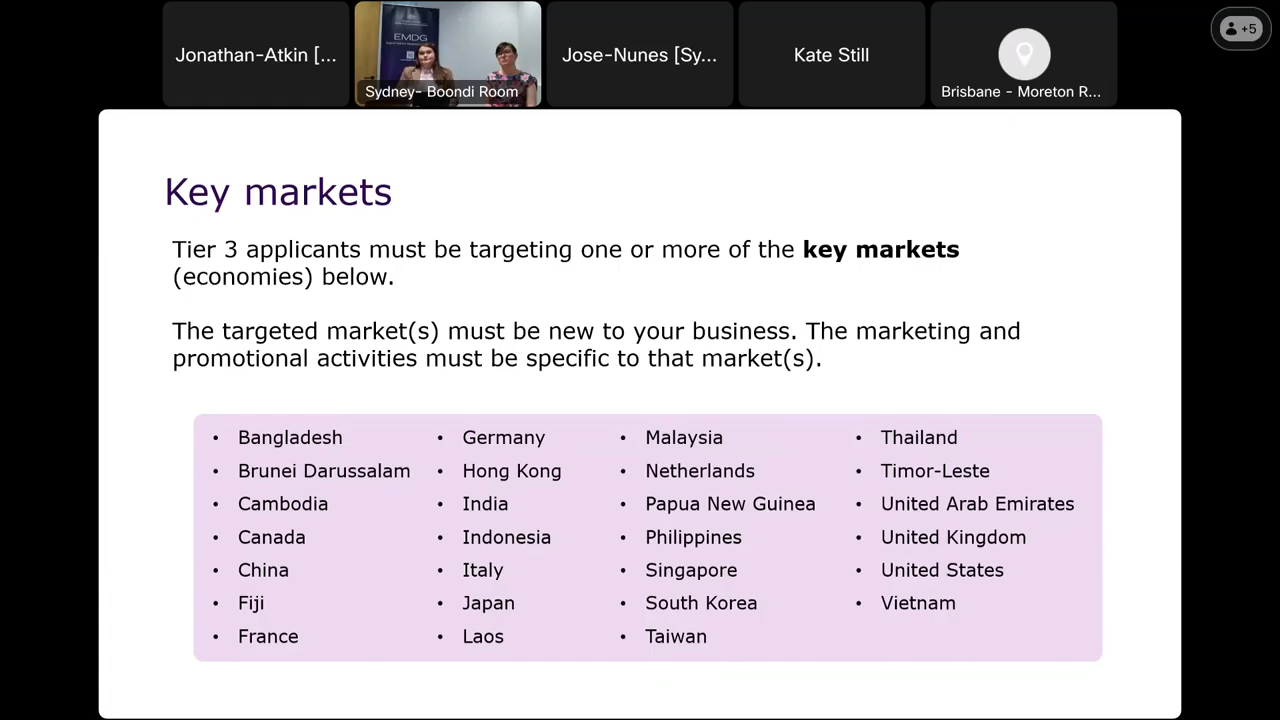 Jonathan-Atkin [...
EMDG
Sydney- Boondi Room
Jose-Nunes [Sy...
Kate Still
Brisbane - Moreton R...
+5
Key markets
Tier 3 applicants must be targeting one or more of the key markets
(economies) below.
The targeted market(s) must be new to your business. The marketing and
promotional activities must be specific to that market(s).
• Bangladesh
• Brunei Darussalam
• Cambodia
• Canada
• China
• Fiji
• France
• Germany
• Hong Kong
• India
• Indonesia
• Italy
• Japan
• Laos
• Malaysia
• Netherlands
• Papua New Guinea
• Philippines
• Singapore
• South Korea
• Taiwan
• Thailand
• Timor-Leste
• United Arab Emirates
• United Kingdom
• United States
• Vietnam